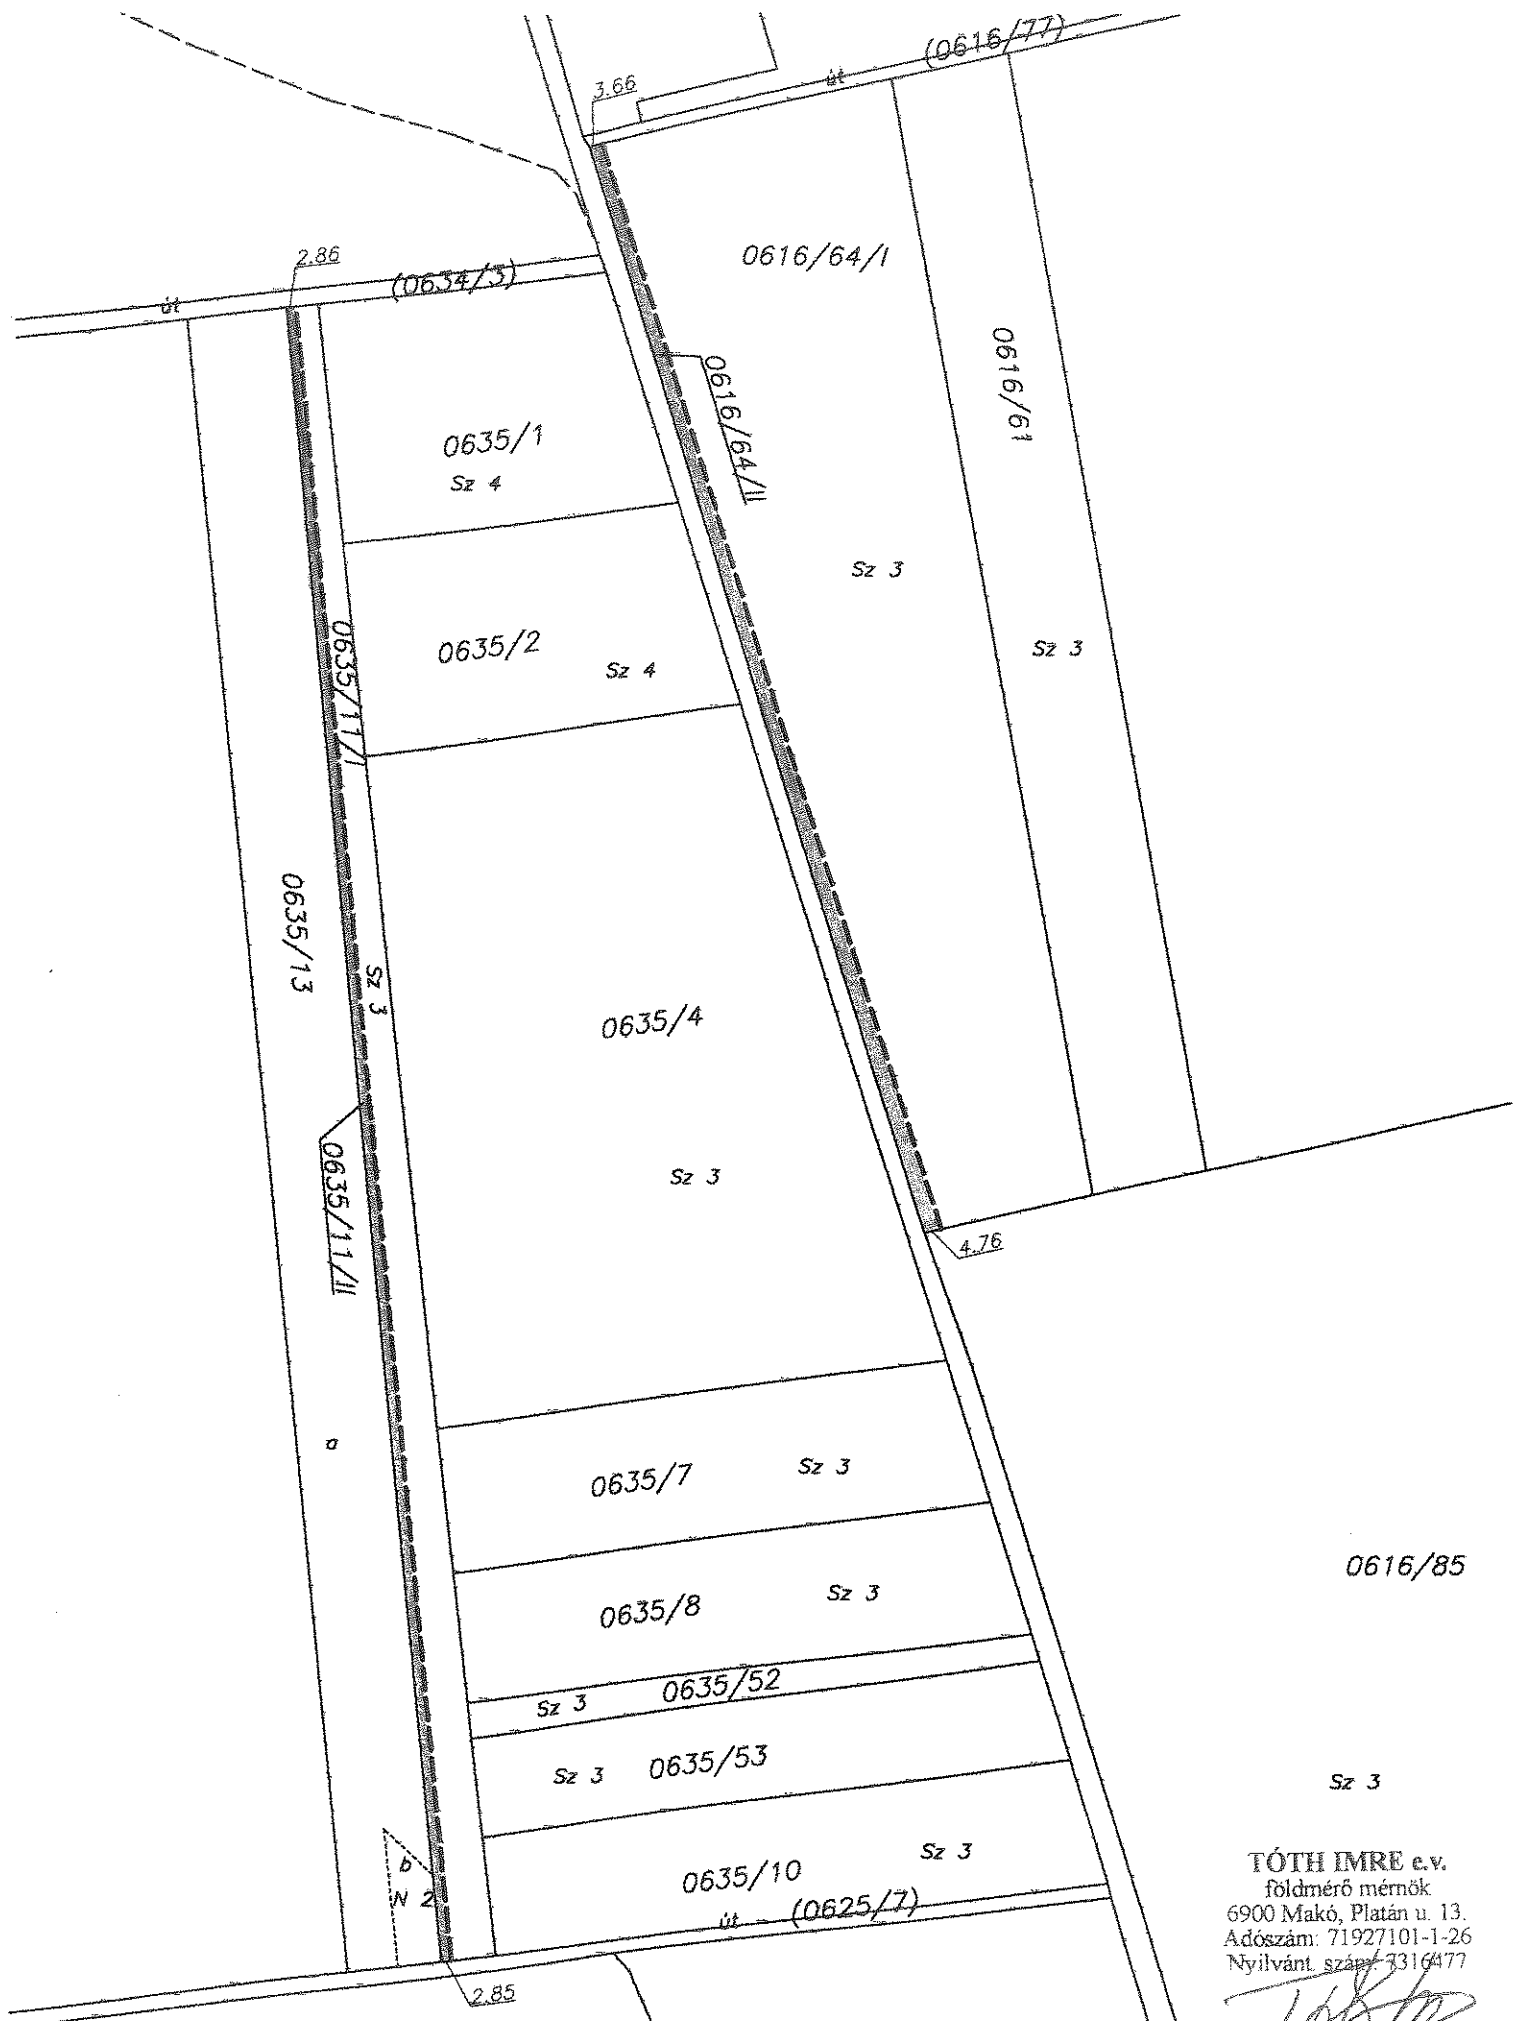 (0616/77)
út
3.66
0616/64/I
2.86
(0634/3)
út
0616/61
0616/64/II
0635/1
Sz 4
Sz 3
0635/2
Sz 4
Sz 3
0635/11/I
0635/13
Sz 3
0635/4
Sz 3
0635/11/II
4.76
a
0635/7
Sz 3
0616/85
0635/8
Sz 3
Sz 3
0635/52
Sz 3
0635/53
Sz 3
b
N 2
0635/10
Sz 3
út
(0625/7)
2.85
TÓTH IMRE e.v.
földmérő mérnök
6900 Makó, Platán u. 13.
Adószám: 71927101-1-26
Nyilvánt. szám: 7316477